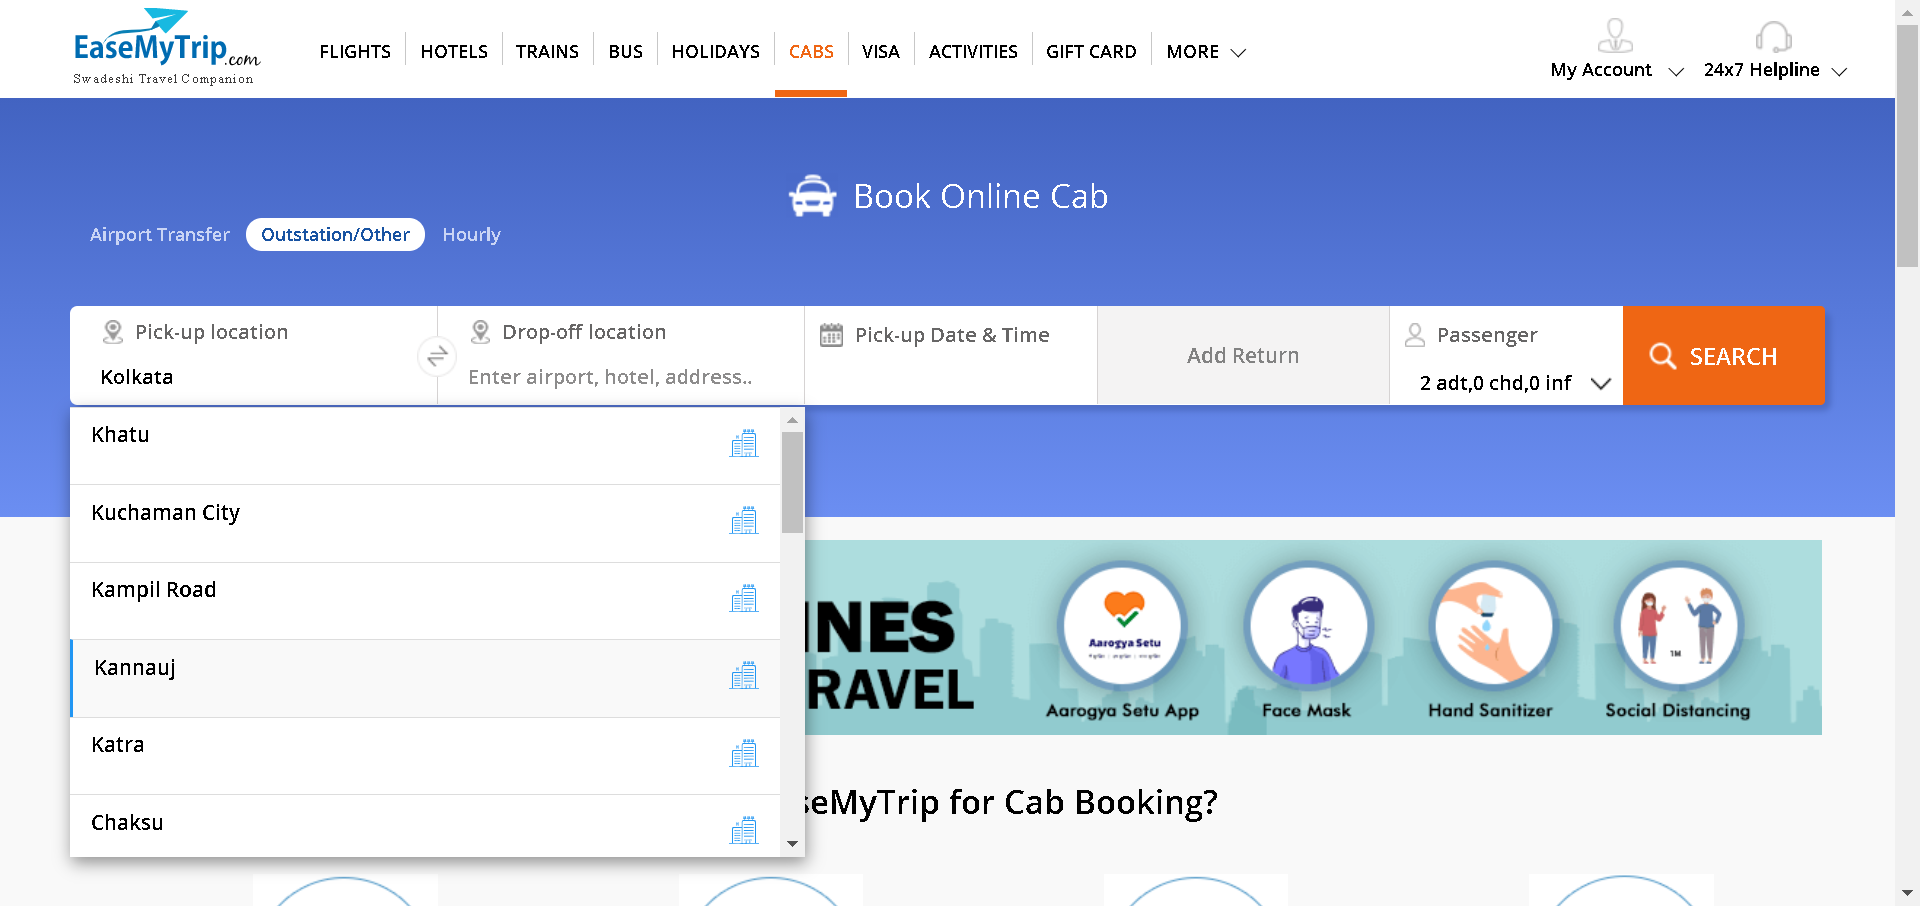 EaseMyTrip.com
Swadeshi Travel Companion
FLIGHTS
HOTELS
TRAINS
BUS
HOLIDAYS
CABS
VISA
ACTIVITIES
GIFT CARD
MORE
My Account
24x7 Helpline
Book Online Cab
Airport Transfer
Outstation/Other
Hourly
Pick-up location
Kolkata
Drop-off location
Enter airport, hotel, address..
Pick-up Date & Time
Add Return
Passenger
2 adt,0 chd,0 inf
SEARCH
Khatu
Kuchaman City
Kampil Road
Kannauj
Katra
Chaksu
INES
RAVEL
Aarogya Setu
Aarogya Setu App
Face Mask
Hand Sanitizer
1M
Social Distancing
seMyTrip for Cab Booking?